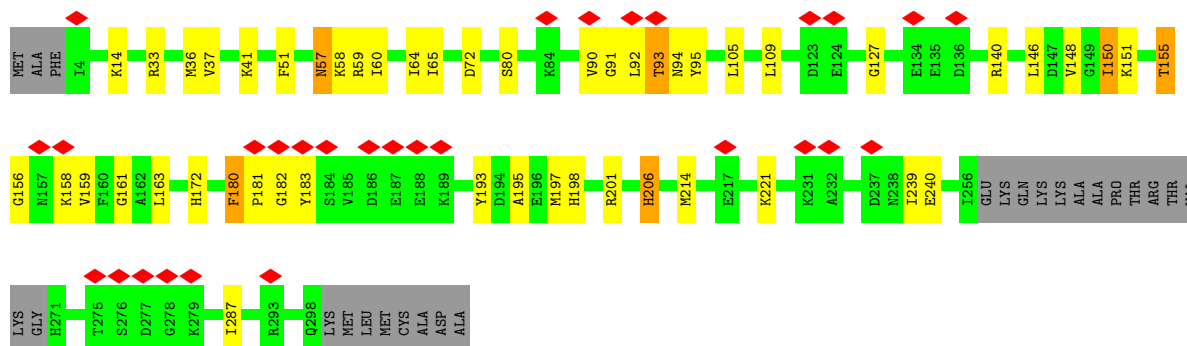 MET ALA PHE I4 K14 R33 M36 V37 K41 F51 N57 K58 R59 I60 I64 I65 D72 S80 K84 V90 G91 L92 T93 N94 Y95 L105 L109 D123 E124 G127 E134 E135 D136 R140 L146 D147 V148 G149 I150 K151 T155
G156 N157 K158 V159 F160 G161 A162 L163 H172 F180 P181 G182 Y183 S184 V185 D186 E187 E188 K189 Y193 D194 A195 E196 M197 H198 R201 H206 M214 E217 K221 K231 A232 D237 N238 I239 E240 I256 GLU LYS GLN LYS LYS ALA ALA PRO THR ARG THR
LYS GLY H271 T275 S276 D277 G278 K279 I287 R293 Q298 LYS MET LEU MET CYS ALA ASP ALA